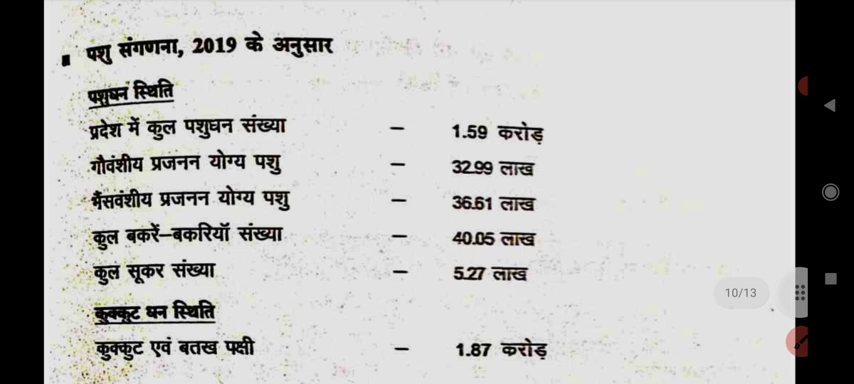 ▪ पशु संगणना, 2019 के अनुसार
पशुधन स्थिति
प्रदेश में कुल पशुधन संख्या – 1.59 करोड़
गौवंशीय प्रजनन योग्य पशु – 32.99 लाख
भैंसवंशीय प्रजनन योग्य पशु – 36.61 लाख
कुल बकरें–बकरियॉ संख्या – 40.05 लाख
कुल सूकर संख्या – 5.27 लाख
कुक्कुट धन स्थिति
कुक्कुट एवं बतख पक्षी – 1.87 करोड़
10/13